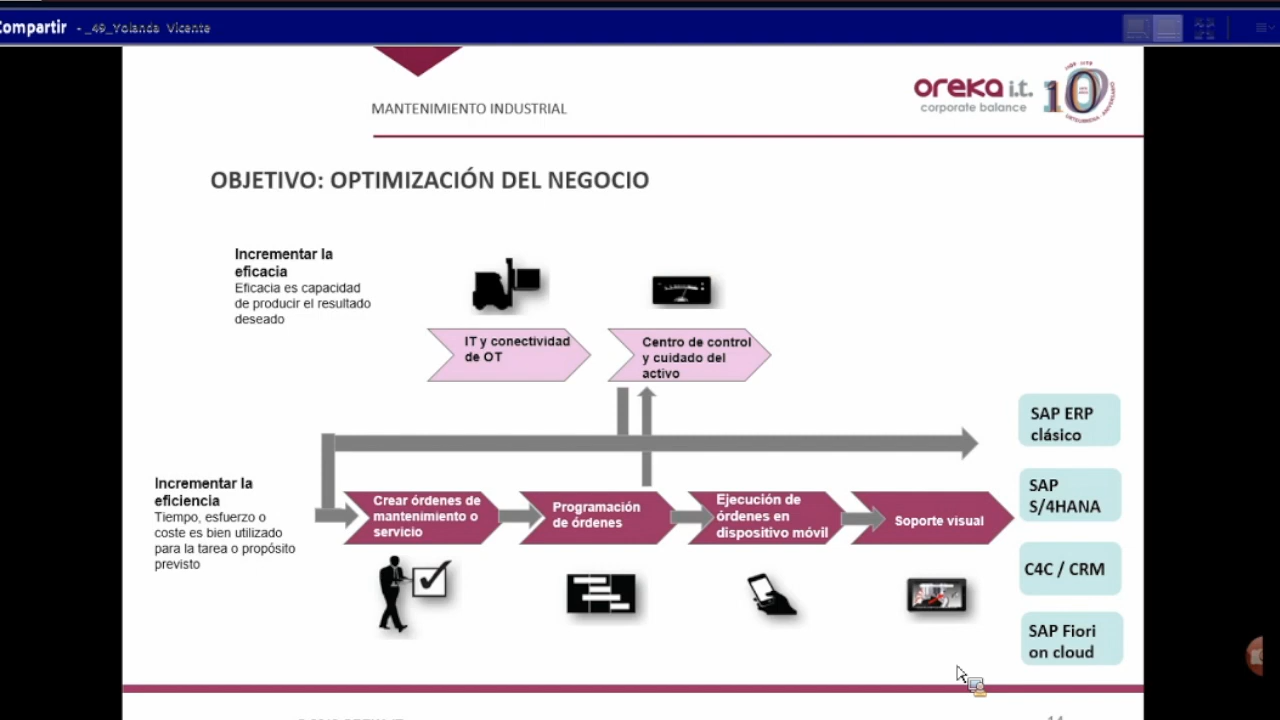 Compartir - _49_Yolanda Vicente
MANTENIMIENTO INDUSTRIAL
oreka i.t.
corporate balance
10
OBJETIVO: OPTIMIZACIÓN DEL NEGOCIO
Incrementar la
eficacia
Eficacia es capacidad
de producir el resultado
deseado
IT y conectividad
de OT
Centro de control
y cuidado del
activo
SAP ERP
clásico
SAP
S/4HANA
C4C / CRM
SAP Fiori
on cloud
Incrementar la
eficiencia
Tiempo, esfuerzo o
coste es bien utilizado
para la tarea o propósito
previsto
Crear órdenes de
mantenimiento o
servicio
Programación
de órdenes
Ejecución de
órdenes en
dispositivo móvil
Soporte visual